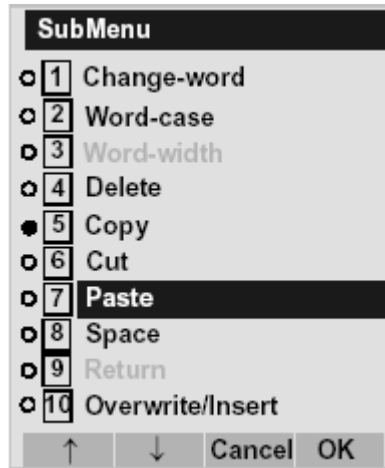 SubMenu
1 Change-word
2 Word-case
3 Word-width
4 Delete
5 Copy
6 Cut
7 Paste
8 Space
9 Return
10 Overwrite/Insert
↑ ↓ Cancel OK